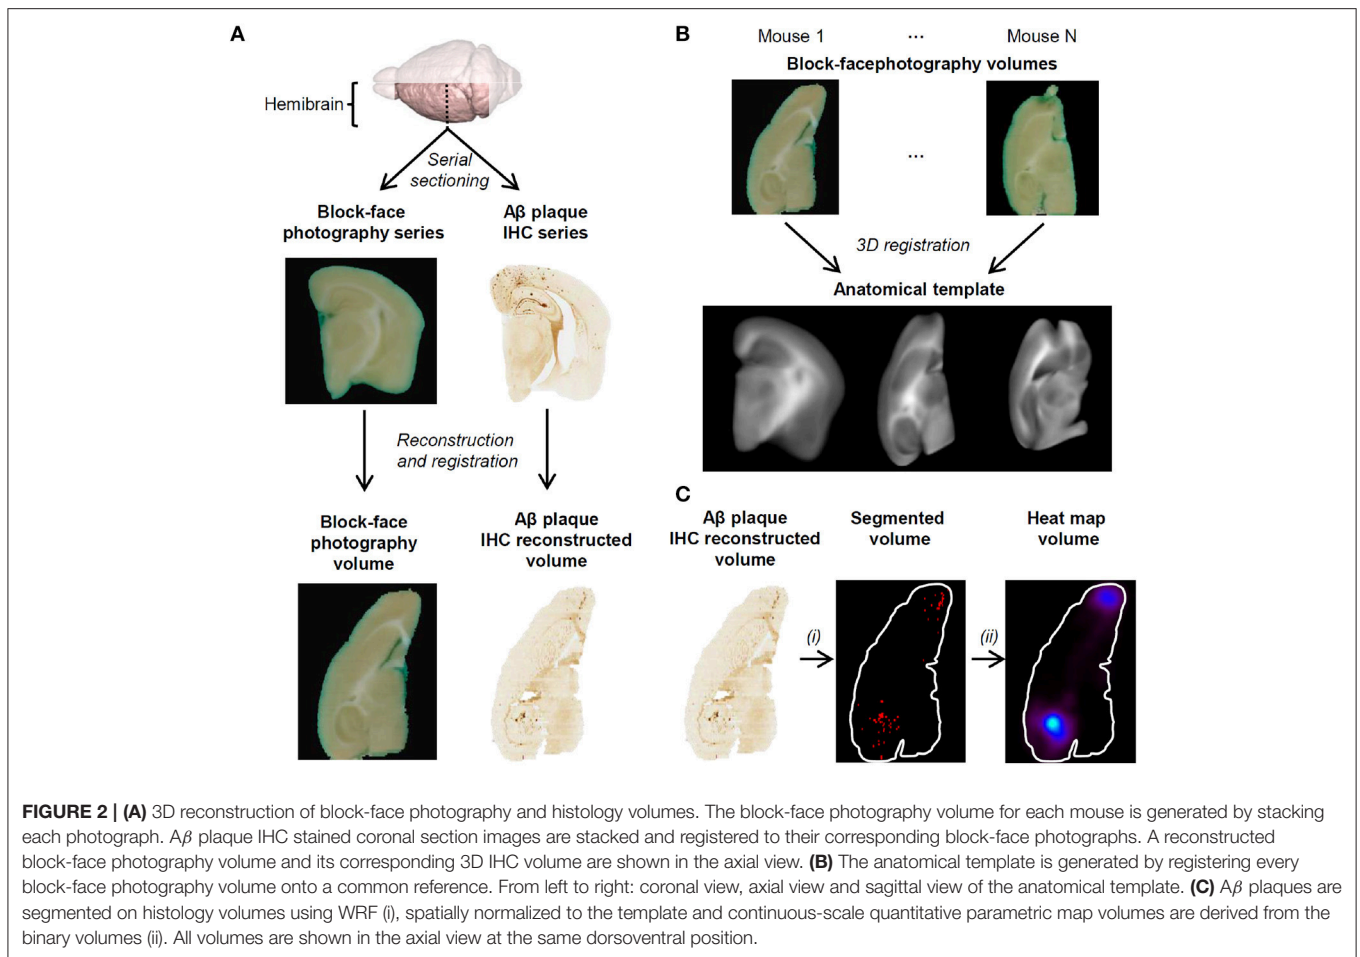 A
Hemibrain
Serial
sectioning
Block-face
photography series
Aβ plaque
IHC series
Reconstruction
and registration
Block-face
photography
volume
Aβ plaque
IHC reconstructed
volume
B
Mouse 1
...
Mouse N
Block-facephotography volumes
...
3D registration
Anatomical template
C
Aβ plaque
IHC reconstructed
volume
Segmented
volume
Heat map
volume
(i)
(ii)
FIGURE 2 | (A) 3D reconstruction of block-face photography and histology volumes. The block-face photography volume for each mouse is generated by stacking
each photograph. Aβ plaque IHC stained coronal section images are stacked and registered to their corresponding block-face photographs. A reconstructed
block-face photography volume and its corresponding 3D IHC volume are shown in the axial view. (B) The anatomical template is generated by registering every
block-face photography volume onto a common reference. From left to right: coronal view, axial view and sagittal view of the anatomical template. (C) Aβ plaques are
segmented on histology volumes using WRF (i), spatially normalized to the template and continuous-scale quantitative parametric map volumes are derived from the
binary volumes (ii). All volumes are shown in the axial view at the same dorsoventral position.